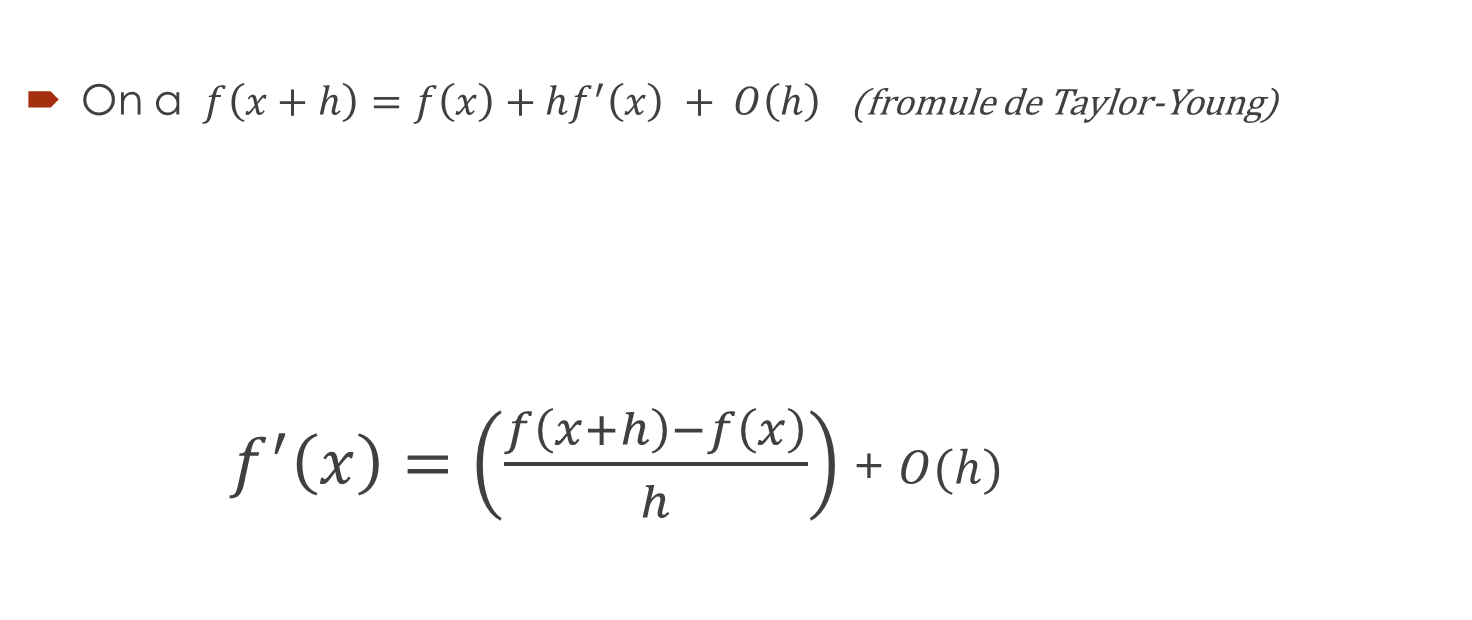 On a f(x + h) = f(x) + hf′(x) + O(h) (fromule de Taylor-Young)
f′(x) = ( f(x+h)−f(x) / h ) + O(h)